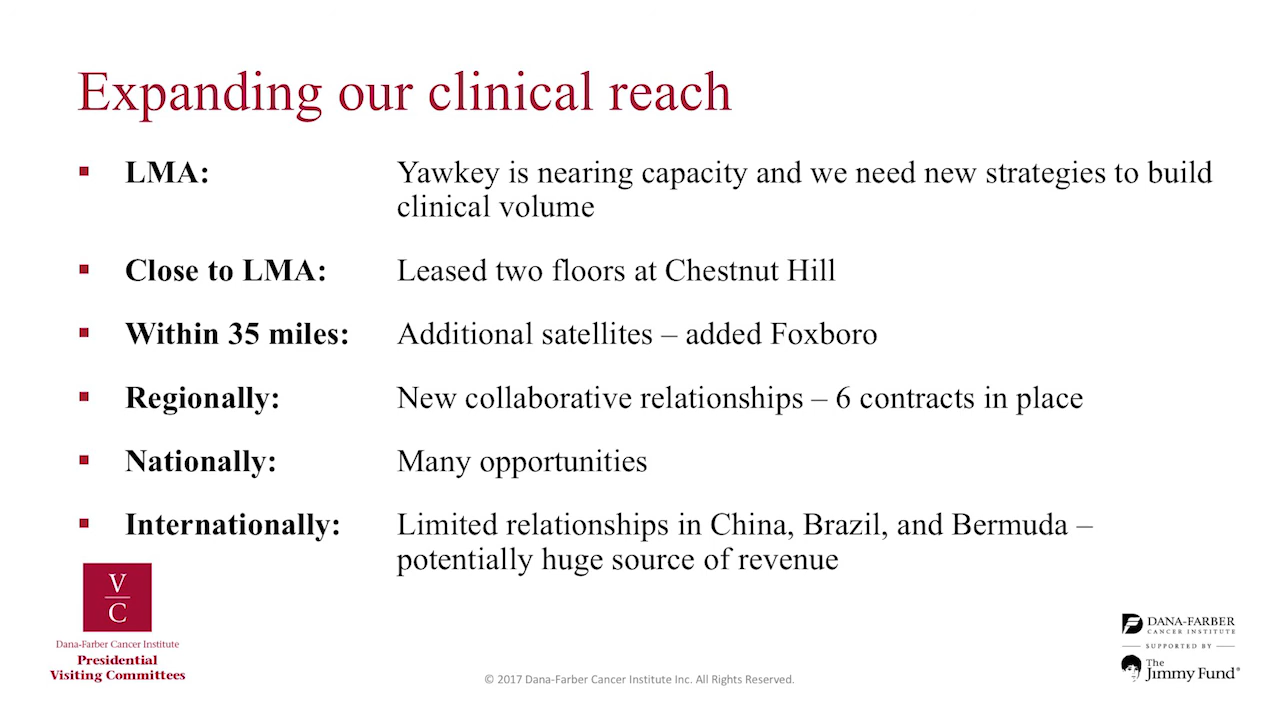 Expanding our clinical reach
▪ LMA: Yawkey is nearing capacity and we need new strategies to build
clinical volume
▪ Close to LMA: Leased two floors at Chestnut Hill
▪ Within 35 miles: Additional satellites – added Foxboro
▪ Regionally: New collaborative relationships – 6 contracts in place
▪ Nationally: Many opportunities
▪ Internationally: Limited relationships in China, Brazil, and Bermuda –
potentially huge source of revenue
V
C
Dana-Farber Cancer Institute
Presidential
Visiting Committees
© 2017 Dana-Farber Cancer Institute Inc. All Rights Reserved.
DANA-FARBER
CANCER INSTITUTE
SUPPORTED BY
The
Jimmy Fund®